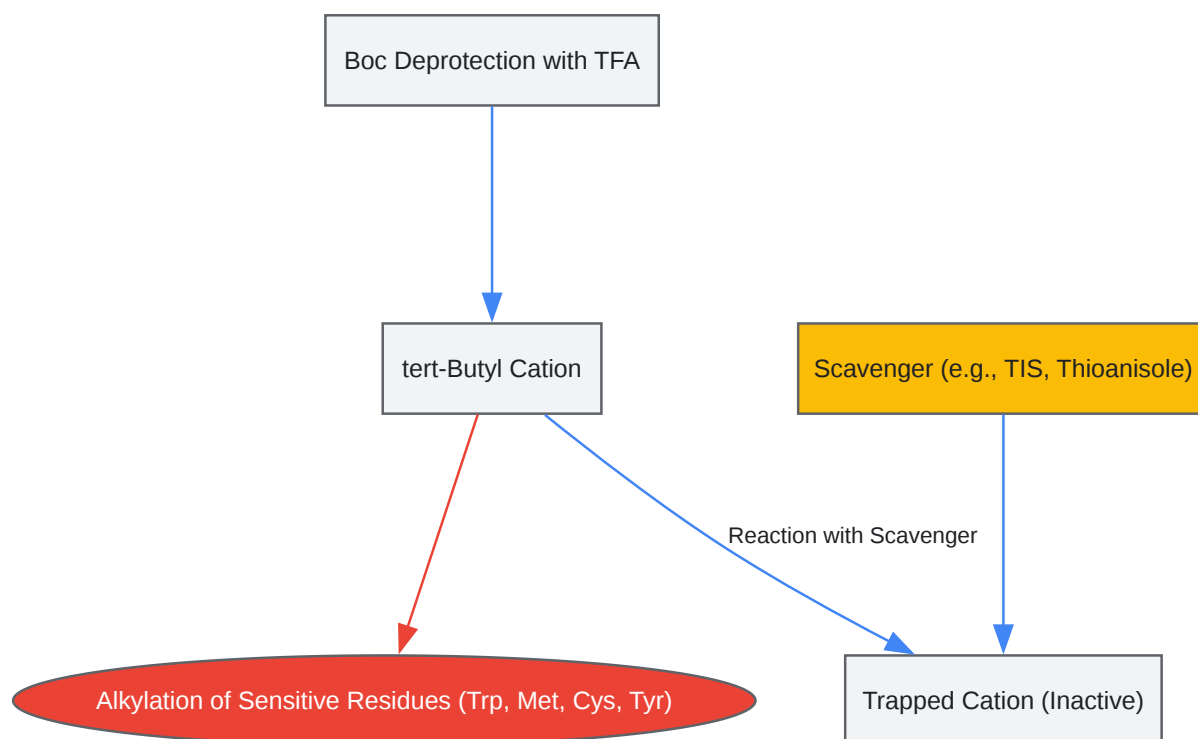 Boc Deprotection with TFA
tert-Butyl Cation
Scavenger (e.g., TIS, Thioanisole)
Reaction with Scavenger
Alkylation of Sensitive Residues (Trp, Met, Cys, Tyr)
Trapped Cation (Inactive)